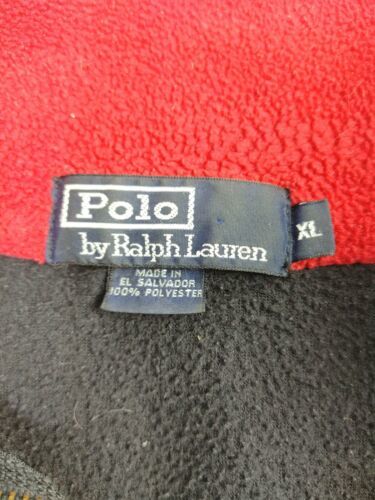 Polo
by Ralph Lauren
XL
MADE IN
EL SALVADOR
100% POLYESTER